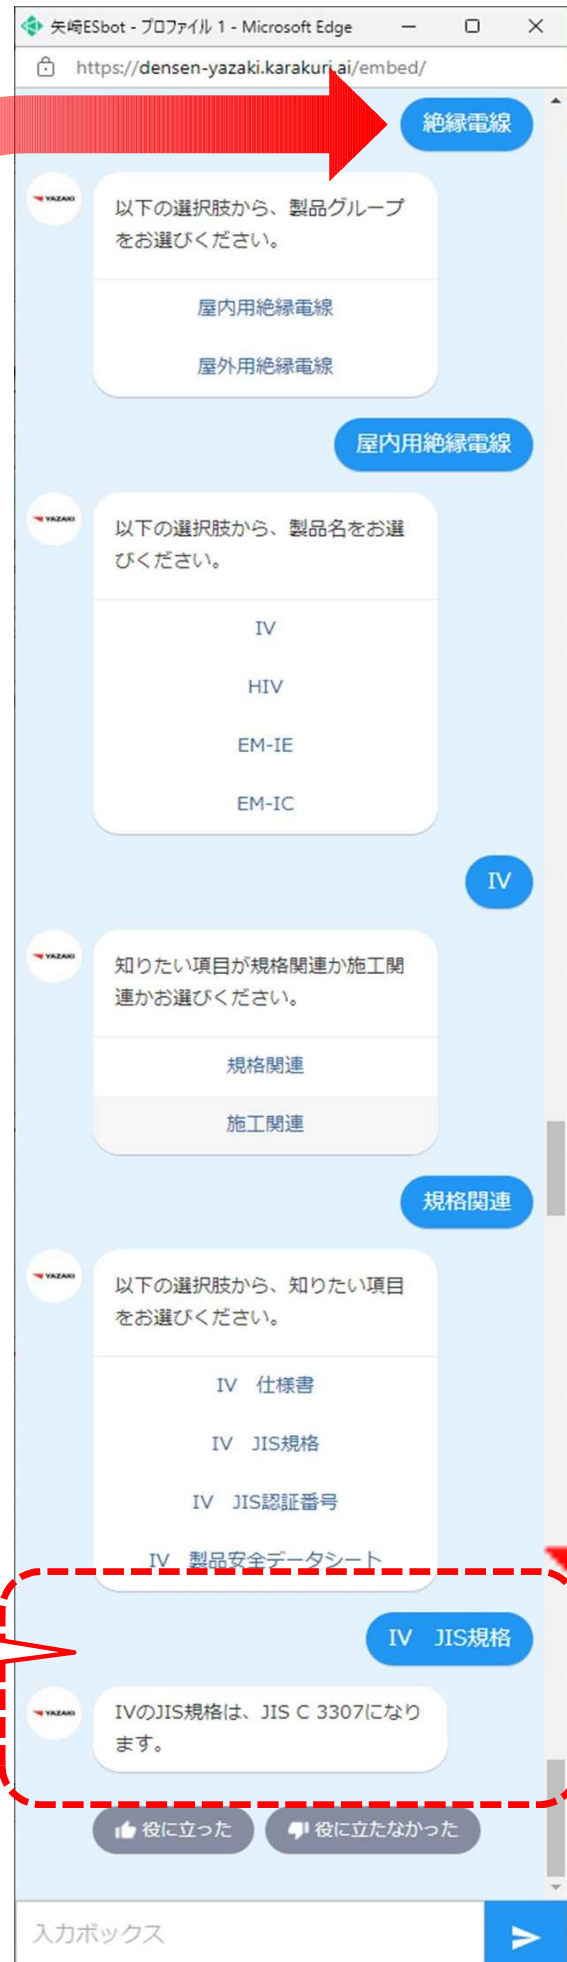 矢崎ESbot - プロファイル 1 - Microsoft Edge
https://densen-yazaki.karakuri.ai/embed/
絶縁電線
YAZAKI
以下の選択肢から、製品グループ
をお選びください。
屋内用絶縁電線
屋外用絶縁電線
屋内用絶縁電線
YAZAKI
以下の選択肢から、製品名をお選
びください。
IV
HIV
EM-IE
EM-IC
IV
YAZAKI
知りたい項目が規格関連か施工関
連かお選びください。
規格関連
施工関連
規格関連
YAZAKI
以下の選択肢から、知りたい項目
をお選びください。
IV　仕様書
IV　JIS規格
IV　JIS認証番号
IV　製品安全データシート
IV　JIS規格
YAZAKI
IVのJIS規格は、JIS C 3307になり
ます。
役に立った
役に立たなかった
入力ボックス